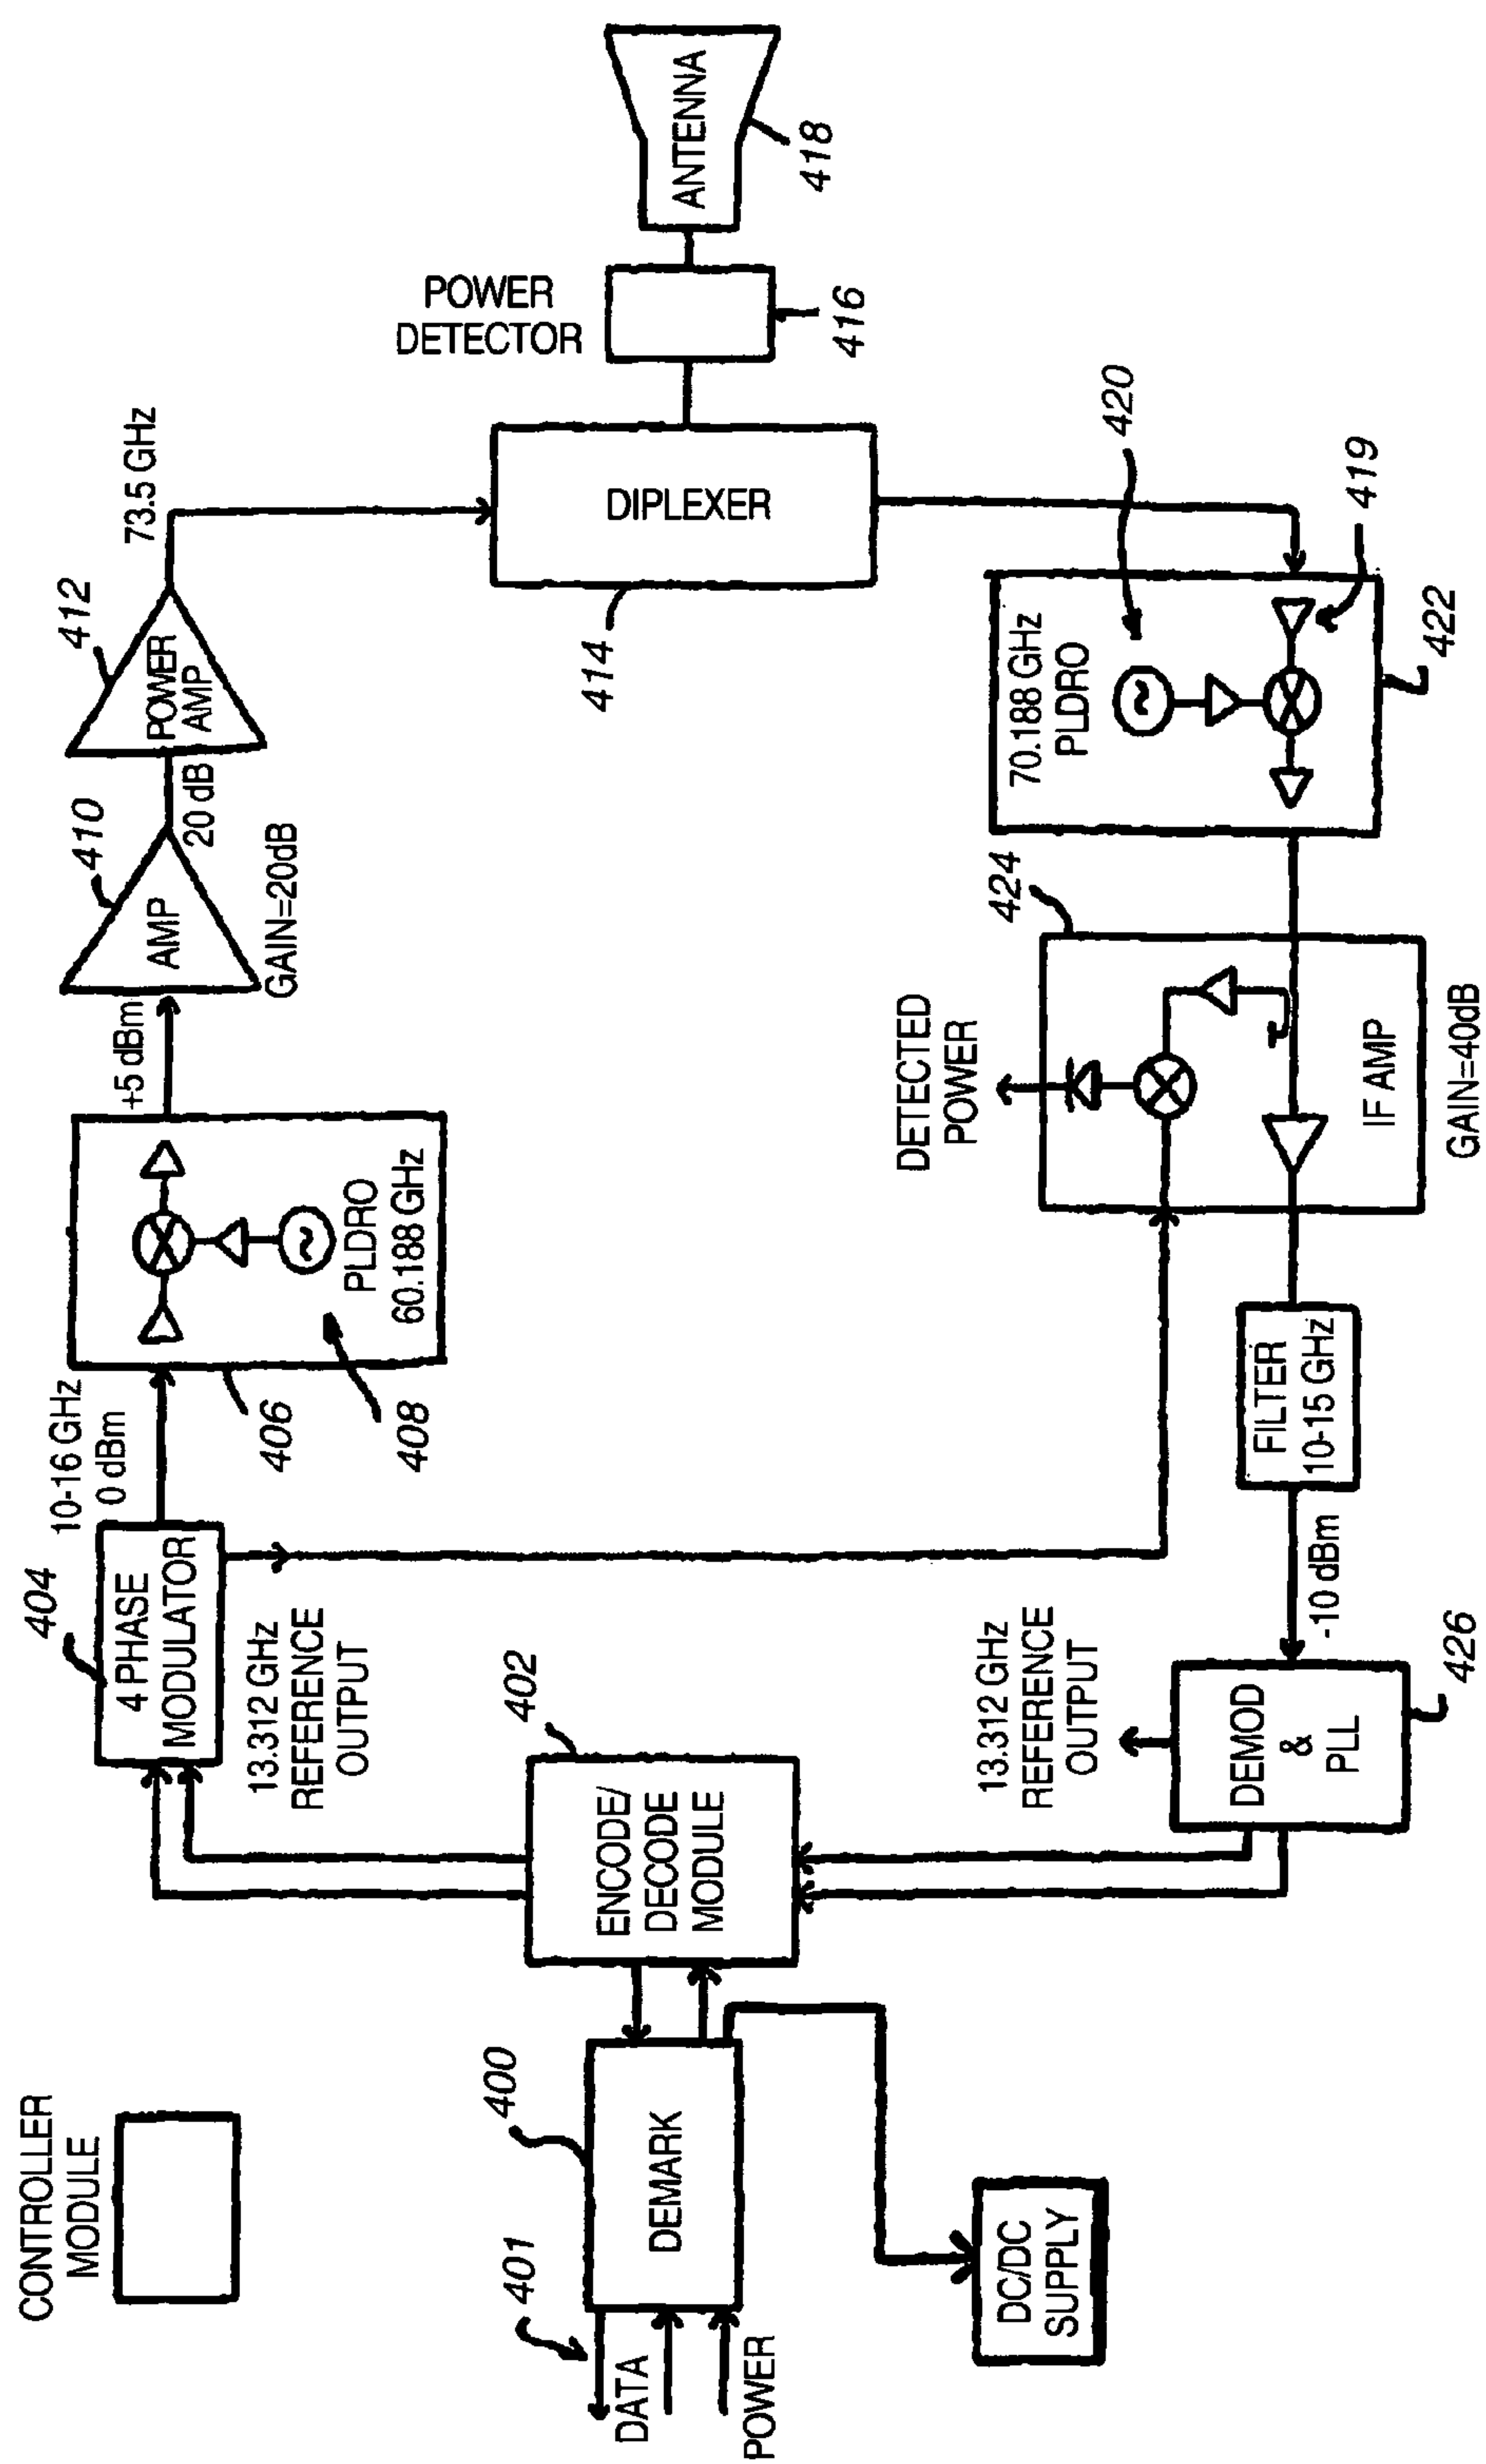 CONTROLLER
MODULE
401
DATA
POWER
DEMARK
400
DC/DC
SUPPLY
ENCODE/
DECODE
MODULE
402
404
4 PHASE
MODULATOR
13.312 GHz
REFERENCE
OUTPUT
10-16 GHz
0 dBm
406
408
PLDRO
60.188 GHz
+5 dBm
AMP
410
20 dB
GAIN=20dB
POWER
AMP
412
73.5 GHz
DIPLEXER
414
POWER
DETECTOR
416
ANTENNA
418
420
419
70.188 GHz
PLDRO
422
424
DETECTED
POWER
IF AMP
GAIN=40dB
FILTER
10-15 GHz
-10 dBm
13.312 GHz
REFERENCE
OUTPUT
DEMOD
&
PLL
426